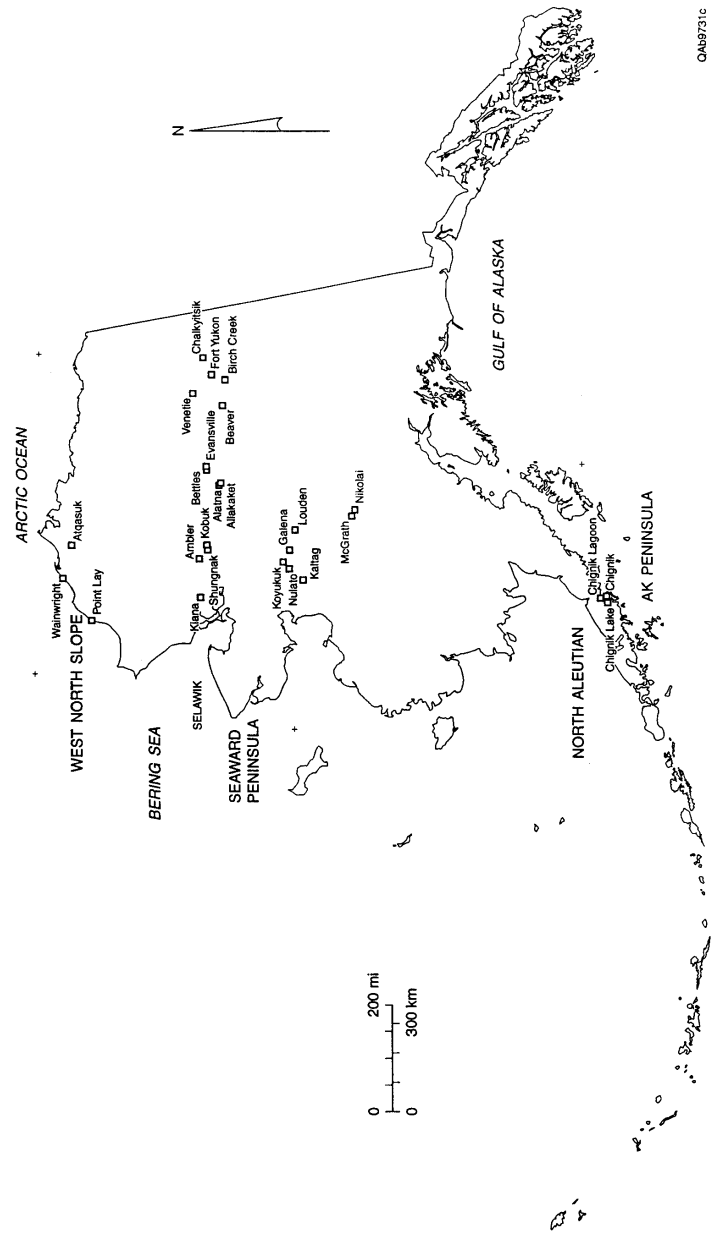 ARCTIC OCEAN
Wainwright
Atqasuk
Point Lay
WEST NORTH SLOPE
N
BERING SEA
SELAWIK
SEAWARD
PENINSULA
Kiana
Ambler
Shungnak
Kobuk
Bettles
Evansville
Alatna
Allakaket
Venetie
Beaver
Chalkyitsik
Fort Yukon
Birch Creek
Koyukuk
Galena
Nulato
Louden
Kaltag
McGrath
Nikolai
GULF OF ALASKA
NORTH ALEUTIAN
Chignik Lagoon
Chignik
Chignik Lake
AK PENINSULA
0 200 mi
0 300 km
QAb9731c